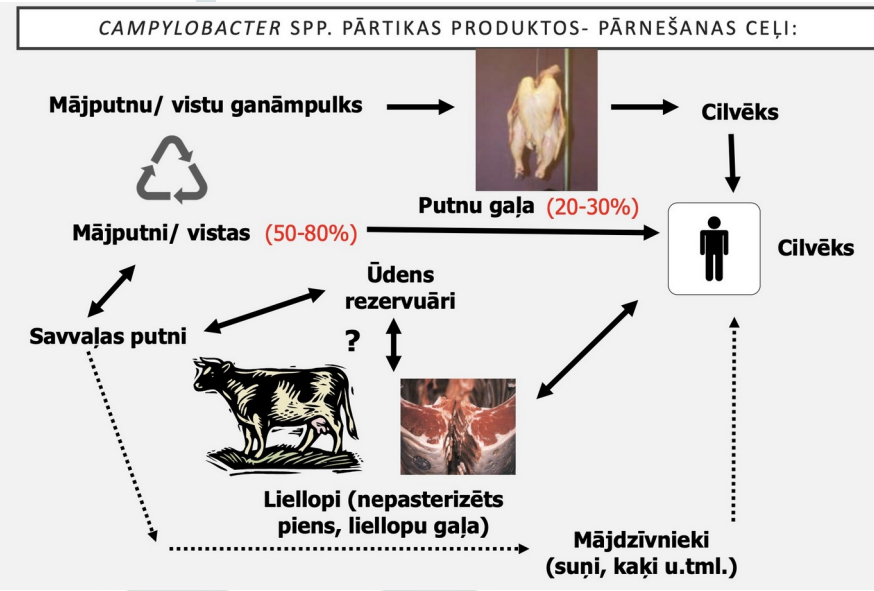 CAMPYLOBACTER SPP. PĀRTIKAS PRODUKTOS- PĀRNEŠANAS CEĻI:
Mājputnu/ vistu ganāmpulks
Cilvēks
Putnu gaļa (20-30%)
Mājputni/ vistas (50-80%)
Cilvēks
Ūdens
rezervuāri
Savvaļas putni
?
Liellopi (nepasterizēts
piens, liellopu gaļa)
Mājdzīvnieki
(suņi, kaķi u.tml.)